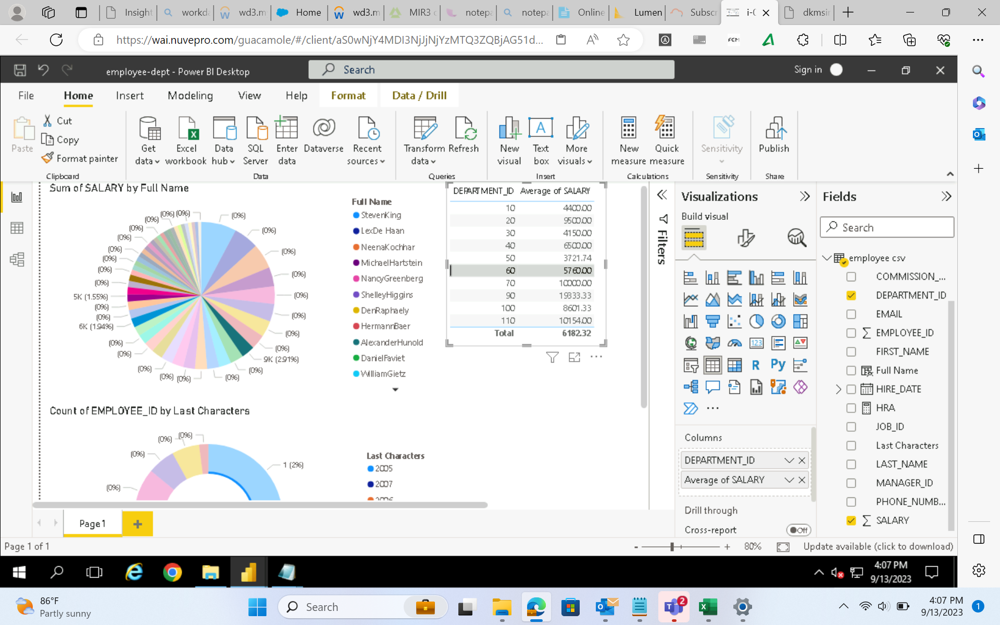 Insight
workda
wd3.m
Home
wd3.m
MIR3 c
notepa
notepa
Online
Lumen
Subscr
i-0
dkmsin
https://wai.nuvepro.com/guacamole/#/client/aS0wNjY4MDI3NjJjNjYzMTQ3ZQBjAG51d...
employee-dept - Power BI Desktop
Search
Sign in
File
Home
Insert
Modeling
View
Help
Format
Data / Drill
Paste
Cut
Copy
Format painter
Get data
Excel workbook
Data hub
SQL Server
Enter data
Dataverse
Recent sources
Transform data
Refresh
New visual
Text box
More visuals
New measure
Quick measure
Sensitivity
Publish
Clipboard
Data
Queries
Insert
Calculations
Sensitivity
Share
Sum of SALARY by Full Name
(0%)
(0%)
(0%)
(0%)
(0%)
(0%)
(0%)
(0%)
9K (2.91%)
(0%)
(0%)
(0%)
(0%)
(0%)
(0%)
(0%)
6K (1.94%)
(0%)
(0%)
5K (1.55%)
(0%)
(0%)
(0%)
(0%)
(0%)
(0%)
(0%)
(0%)
(0%)
Full Name
StevenKing
LexDe Haan
NeenaKochhar
MichaelHartstein
NancyGreenberg
ShelleyHiggins
DenRaphaely
HermannBaer
AlexanderHunold
DanielFaviet
WilliamGietz
DEPARTMENT_ID Average of SALARY
10 4400.00
20 9500.00
30 4150.00
40 6500.00
50 3721.74
60 5760.00
70 10000.00
90 19333.33
100 8601.33
110 10154.00
Total 6182.32
Count of EMPLOYEE_ID by Last Characters
(0%)
(0%)
(0%)
(0%)
1 (2%)
Last Characters
2005
2007
2006
Filters
Visualizations
Build visual
123
R
Py
Columns
DEPARTMENT_ID
Average of SALARY
Drill through
Cross-report
Off
Fields
Search
employee csv
COMMISSION_...
DEPARTMENT_ID
EMAIL
EMPLOYEE_ID
FIRST_NAME
Full Name
HIRE_DATE
HRA
JOB_ID
Last Characters
LAST_NAME
MANAGER_ID
PHONE_NUMB...
SALARY
Page 1
Page 1 of 1
80%
Update available (click to download)
4:07 PM
9/13/2023
86°F
Partly sunny
Search
2
4:07 PM
9/13/2023
1